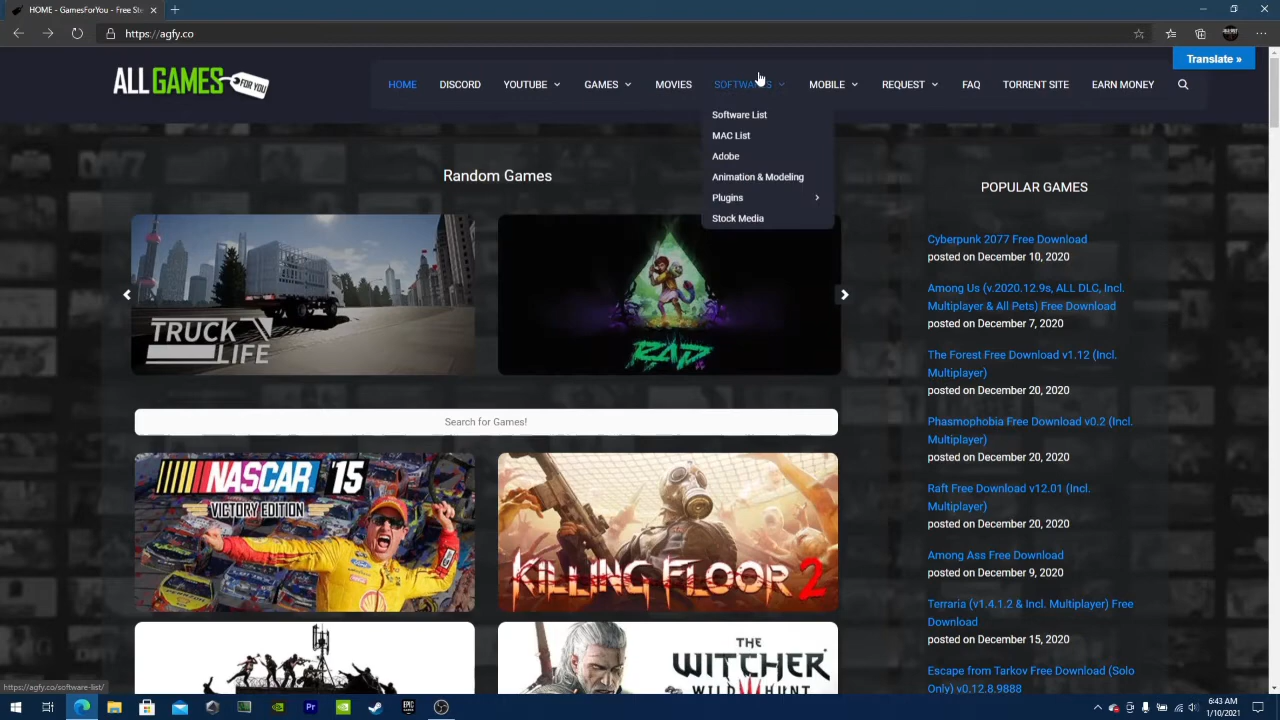 HOME - GamesForYou - Free Ste
https://agfy.co
Translate »
ALLGAMES
FOR YOU
HOME
DISCORD
YOUTUBE
GAMES
MOVIES
SOFTWARES
MOBILE
REQUEST
FAQ
TORRENT SITE
EARN MONEY
Software List
MAC List
Adobe
Animation & Modeling
Plugins
Stock Media
Random Games
TRUCK
LIFE
RAD
Search for Games!
NASCAR '15
VICTORY EDITION
KILLING FLOOR 2
THE
WITCHER
WILD HUNT
POPULAR GAMES
Cyberpunk 2077 Free Download
posted on December 10, 2020
Among Us (v.2020.12.9s, ALL DLC, Incl.
Multiplayer & All Pets) Free Download
posted on December 7, 2020
The Forest Free Download v1.12 (Incl.
Multiplayer)
posted on December 20, 2020
Phasmophobia Free Download v0.2 (Incl.
Multiplayer)
posted on December 20, 2020
Raft Free Download v12.01 (Incl.
Multiplayer)
posted on December 20, 2020
Among Ass Free Download
posted on December 9, 2020
Terraria (v1.4.1.2 & Incl. Multiplayer) Free
Download
posted on December 15, 2020
Escape from Tarkov Free Download (Solo
Only) v0.12.8.9888
https://agfy.co/software-list/
Pr
EPIC
6:43 AM
1/10/2021